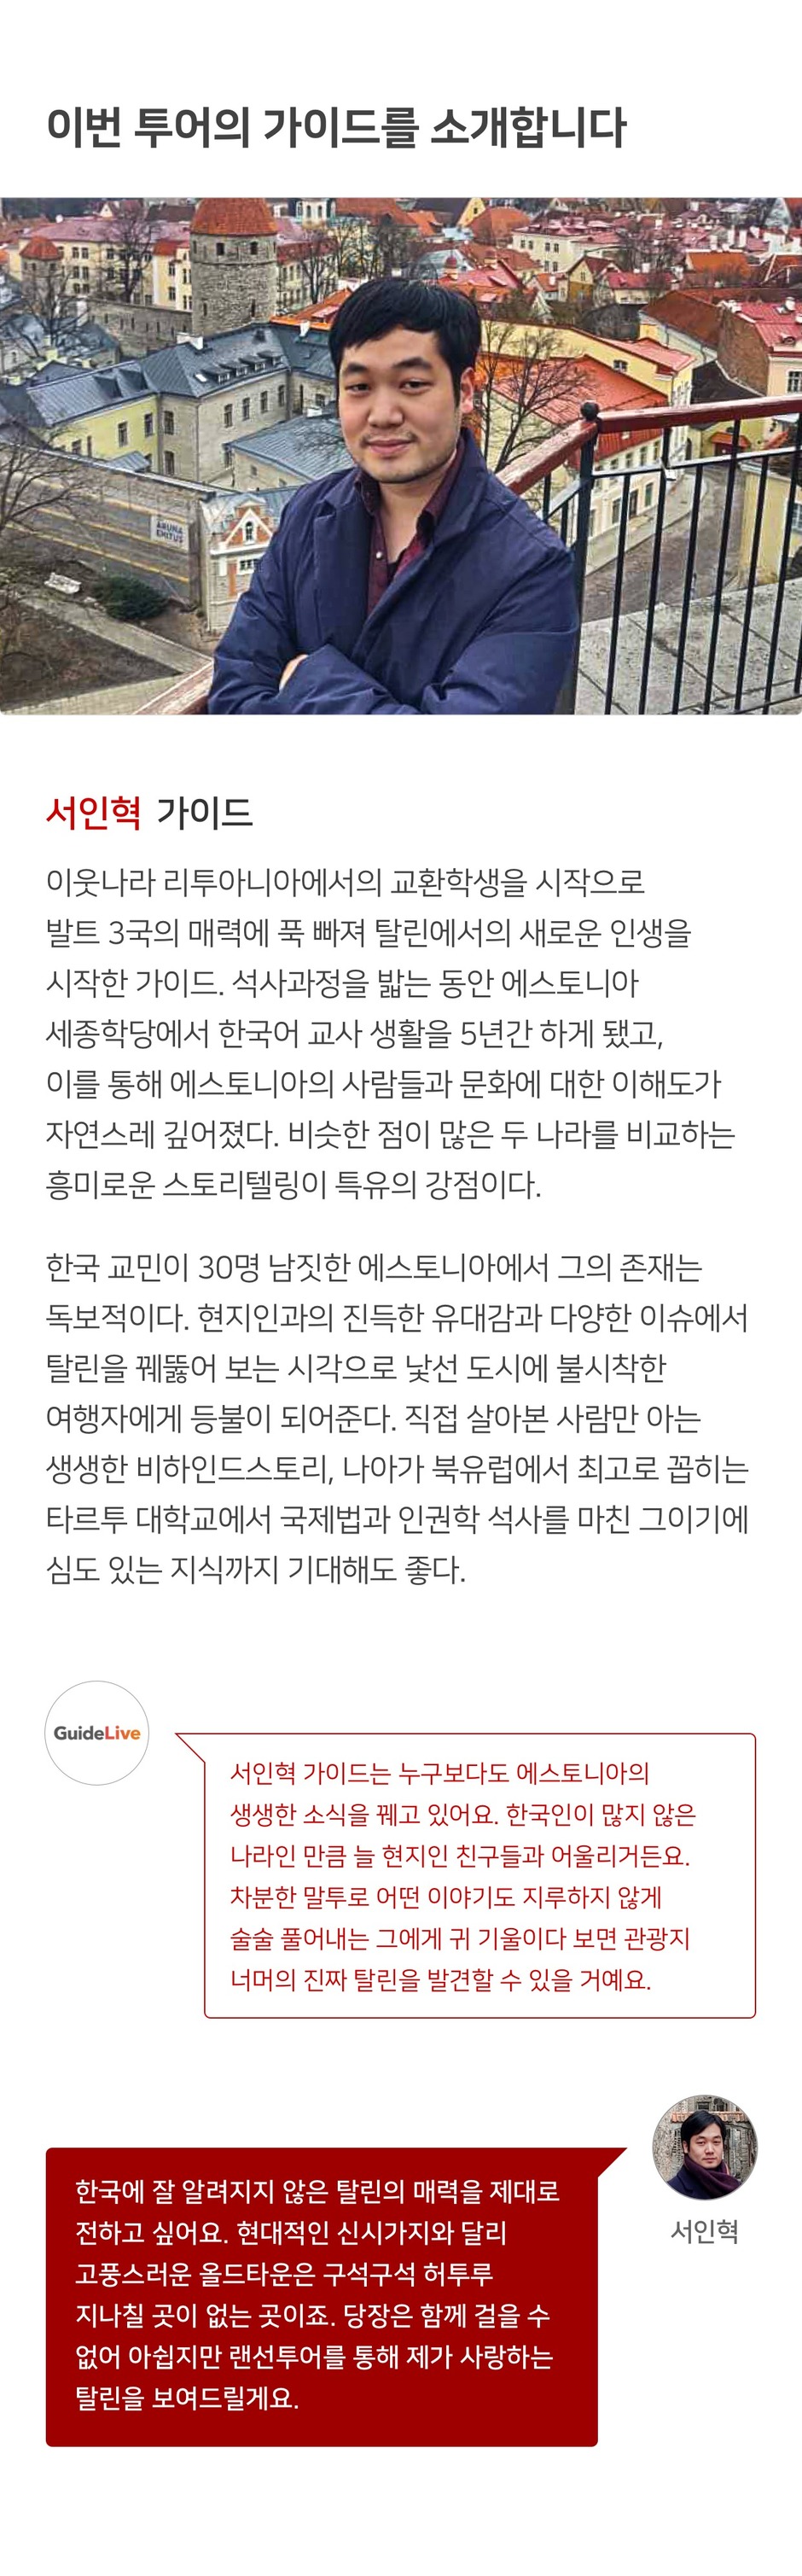 이번 투어의 가이드를 소개합니다
ARUNA
EHITUS
서인혁 가이드
이웃나라 리투아니아에서의 교환학생을 시작으로
발트 3국의 매력에 푹 빠져 탈린에서의 새로운 인생을
시작한 가이드. 석사과정을 밟는 동안 에스토니아
세종학당에서 한국어 교사 생활을 5년간 하게 됐고,
이를 통해 에스토니아의 사람들과 문화에 대한 이해도가
자연스레 깊어졌다. 비슷한 점이 많은 두 나라를 비교하는
흥미로운 스토리텔링이 특유의 강점이다.
한국 교민이 30명 남짓한 에스토니아에서 그의 존재는
독보적이다. 현지인과의 진득한 유대감과 다양한 이슈에서
탈린을 꿰뚫어 보는 시각으로 낯선 도시에 불시착한
여행자에게 등불이 되어준다. 직접 살아본 사람만 아는
생생한 비하인드스토리, 나아가 북유럽에서 최고로 꼽히는
타르투 대학교에서 국제법과 인권학 석사를 마친 그이기에
심도 있는 지식까지 기대해도 좋다.
GuideLive
서인혁 가이드는 누구보다도 에스토니아의
생생한 소식을 꿰고 있어요. 한국인이 많지 않은
나라인 만큼 늘 현지인 친구들과 어울리거든요.
차분한 말투로 어떤 이야기도 지루하지 않게
술술 풀어내는 그에게 귀 기울이다 보면 관광지
너머의 진짜 탈린을 발견할 수 있을 거예요.
한국에 잘 알려지지 않은 탈린의 매력을 제대로
전하고 싶어요. 현대적인 신시가지와 달리
고풍스러운 올드타운은 구석구석 허투루
지나칠 곳이 없는 곳이죠. 당장은 함께 걸을 수
없어 아쉽지만 랜선투어를 통해 제가 사랑하는
탈린을 보여드릴게요.
서인혁